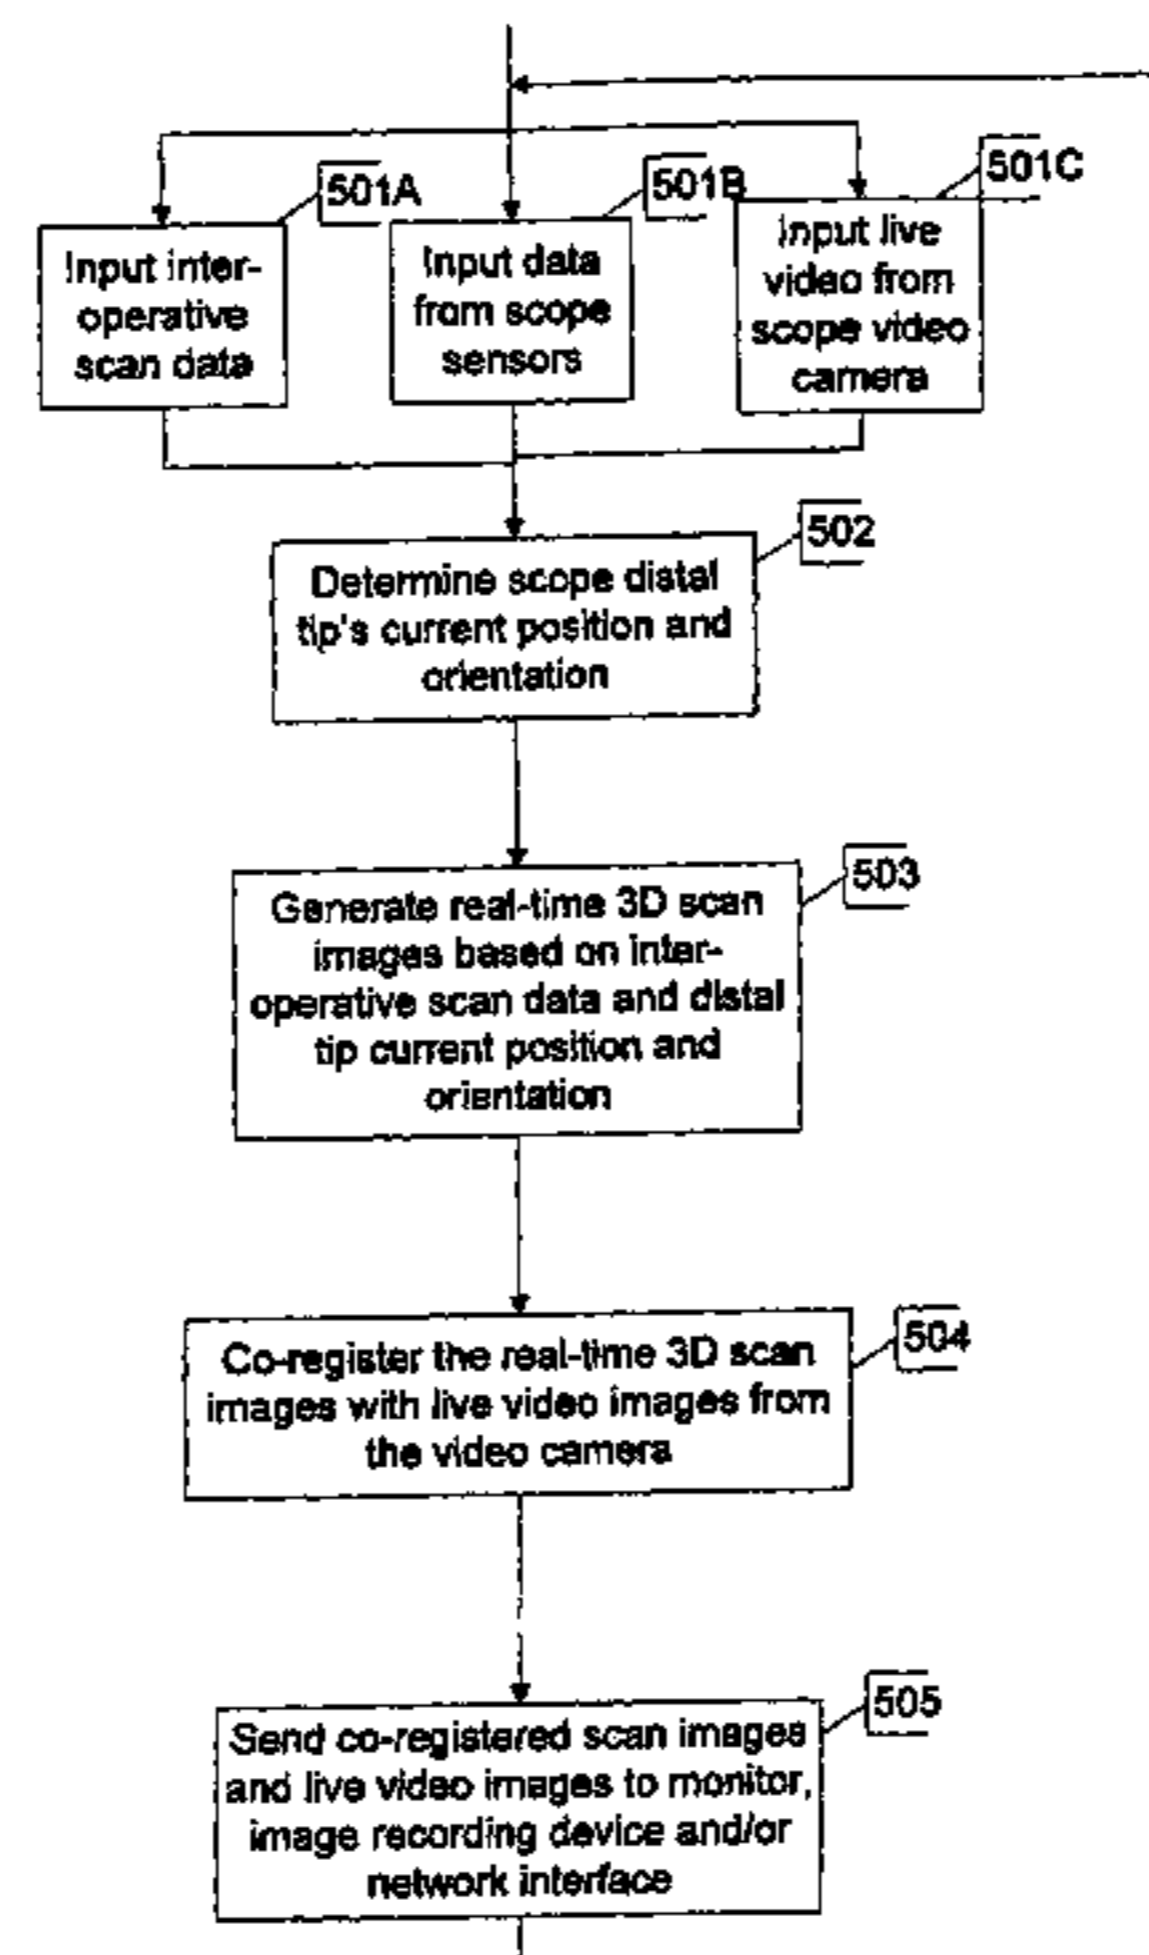 501A
Input inter-
operative
scan data
501B
Input data
from scope
sensors
501C
Input live
video from
scope video
camera
502
Determine scope distal
tip's current position and
orientation
503
Generate real-time 3D scan
images based on inter-
operative scan data and distal
tip current position and
orientation
504
Co-register the real-time 3D scan
images with live video images from
the video camera
505
Send co-registered scan images
and live video images to monitor,
image recording device and/or
network interface